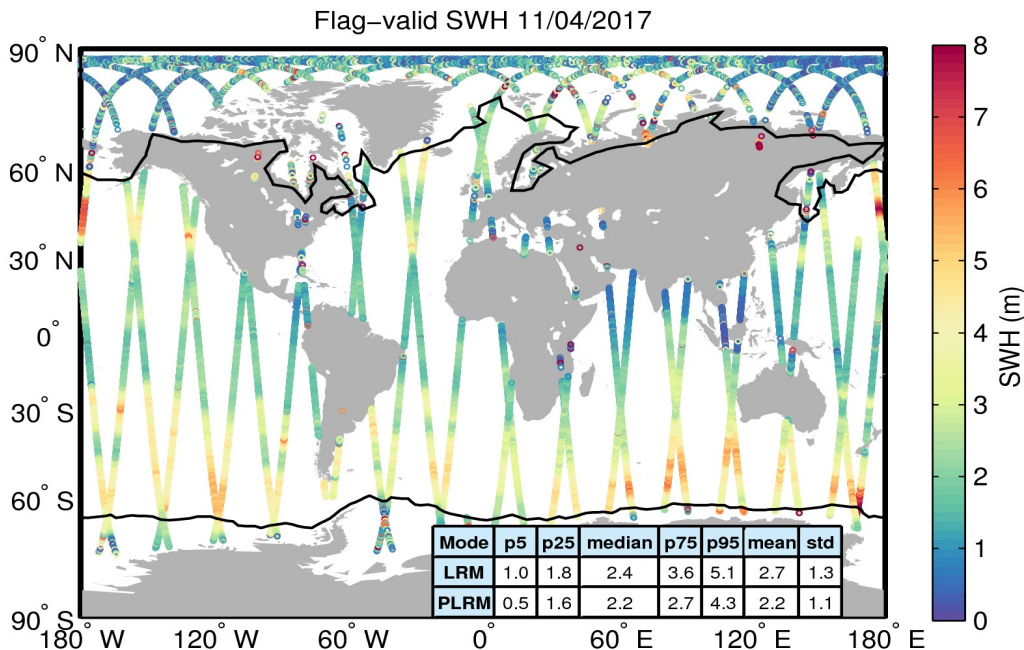 Flag−valid SWH 11/04/2017
90° N
60° N
30° N
0°
30° S
60° S
90° S
180° W
120° W
60° W
0°
60° E
120° E
180° E
8
7
6
5
4
3
2
1
0
SWH (m)
Mode p5 p25 median p75 p95 mean std
LRM 1.0 1.8 2.4 3.6 5.1 2.7 1.3
PLRM 0.5 1.6 2.2 2.7 4.3 2.2 1.1